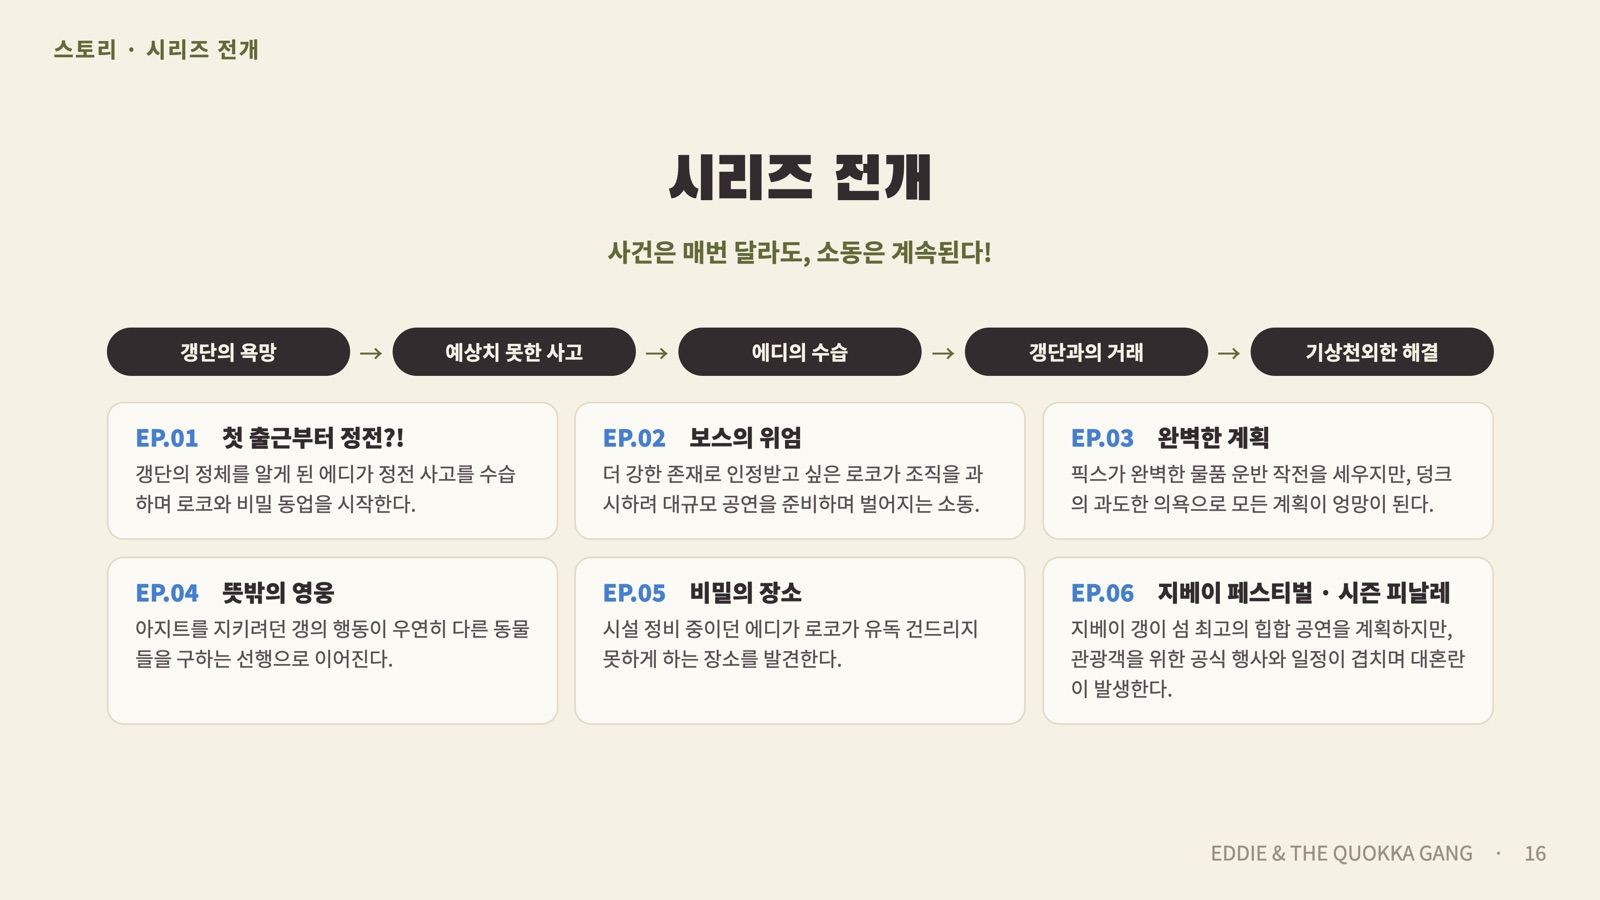 스토리 · 시리즈 전개
시리즈 전개
사건은 매번 달라도, 소동은 계속된다!
갱단의 욕망 → 예상치 못한 사고 → 에디의 수습 → 갱단과의 거래 → 기상천외한 해결
EP.01 첫 출근부터 정전?!
갱단의 정체를 알게 된 에디가 정전 사고를 수습
하며 로코와 비밀 동업을 시작한다.
EP.02 보스의 위엄
더 강한 존재로 인정받고 싶은 로코가 조직을 과
시하려 대규모 공연을 준비하며 벌어지는 소동.
EP.03 완벽한 계획
픽스가 완벽한 물품 운반 작전을 세우지만, 덩크
의 과도한 의욕으로 모든 계획이 엉망이 된다.
EP.04 뜻밖의 영웅
아지트를 지키려던 갱의 행동이 우연히 다른 동물
들을 구하는 선행으로 이어진다.
EP.05 비밀의 장소
시설 정비 중이던 에디가 로코가 유독 건드리지
못하게 하는 장소를 발견한다.
EP.06 지베이 페스티벌 · 시즌 피날레
지베이 갱이 섬 최고의 힙합 공연을 계획하지만,
관광객을 위한 공식 행사와 일정이 겹치며 대혼란
이 발생한다.
EDDIE & THE QUOKKA GANG · 16